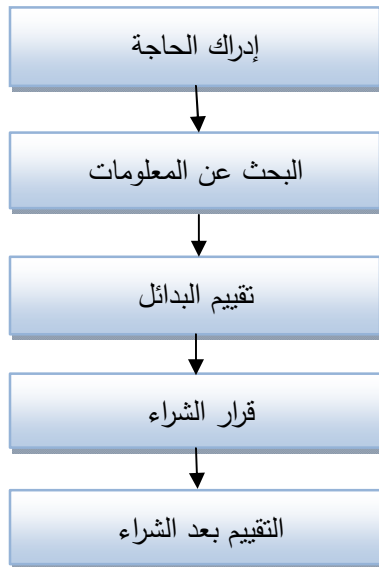 إدراك الحاجة
البحث عن المعلومات
تقييم البدائل
قرار الشراء
التقييم بعد الشراء